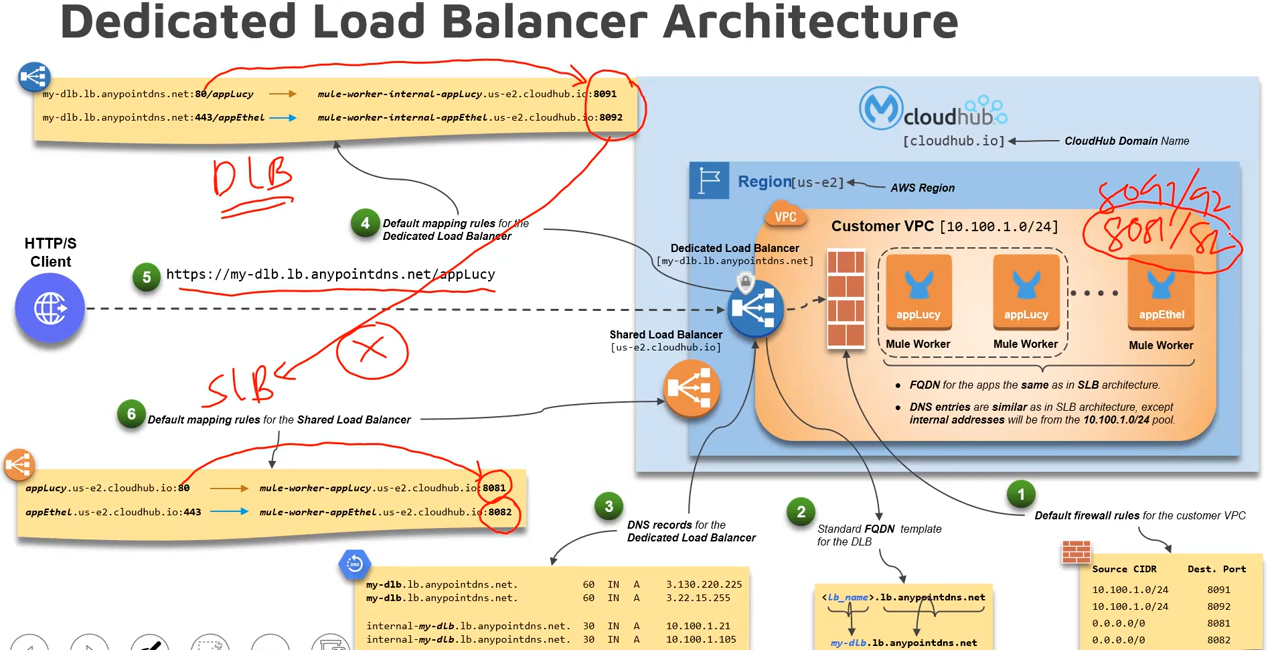 Dedicated Load Balancer Architecture
my-dlb.lb.anypointdns.net:80/appLucy mule-worker-internal-appLucy.us-e2.cloudhub.io:8091
my-dlb.lb.anypointdns.net:443/appEthel mule-worker-internal-appEthel.us-e2.cloudhub.io:8092
DLB
cloudhub
[cloudhub.io]
CloudHub Domain Name
Region[us-e2]
AWS Region
8091/92
8081/82
VPC
Customer VPC [10.100.1.0/24]
4
Default mapping rules for the
Dedicated Load Balancer
HTTP/S
Client
5
https://my-dlb.lb.anypointdns.net/appLucy
Dedicated Load Balancer
[my-dlb.lb.anypointdns.net]
appLucy
appLucy
appEthel
Mule Worker
Mule Worker
Mule Worker
Shared Load Balancer
[us-e2.cloudhub.io]
X
SLB
• FQDN for the apps the same as in SLB architecture.
• DNS entries are similar as in SLB architecture, except
internal addresses will be from the 10.100.1.0/24 pool.
6
Default mapping rules for the Shared Load Balancer
appLucy.us-e2.cloudhub.io:80 mule-worker-appLucy.us-e2.cloudhub.io:8081
appEthel.us-e2.cloudhub.io:443 mule-worker-appEthel.us-e2.cloudhub.io:8082
3
DNS records for the
Dedicated Load Balancer
2
Standard FQDN template
for the DLB
1
Default firewall rules for the customer VPC
DNS
my-dlb.lb.anypointdns.net. 60 IN A 3.130.220.225
my-dlb.lb.anypointdns.net. 60 IN A 3.22.15.255
internal-my-dlb.lb.anypointdns.net. 30 IN A 10.100.1.21
internal-my-dlb.lb.anypointdns.net. 30 IN A 10.100.1.105
<lb_name>.lb.anypointdns.net
my-dlb.lb.anypointdns.net
Source CIDR Dest. Port
10.100.1.0/24 8091
10.100.1.0/24 8092
0.0.0.0/0 8081
0.0.0.0/0 8082